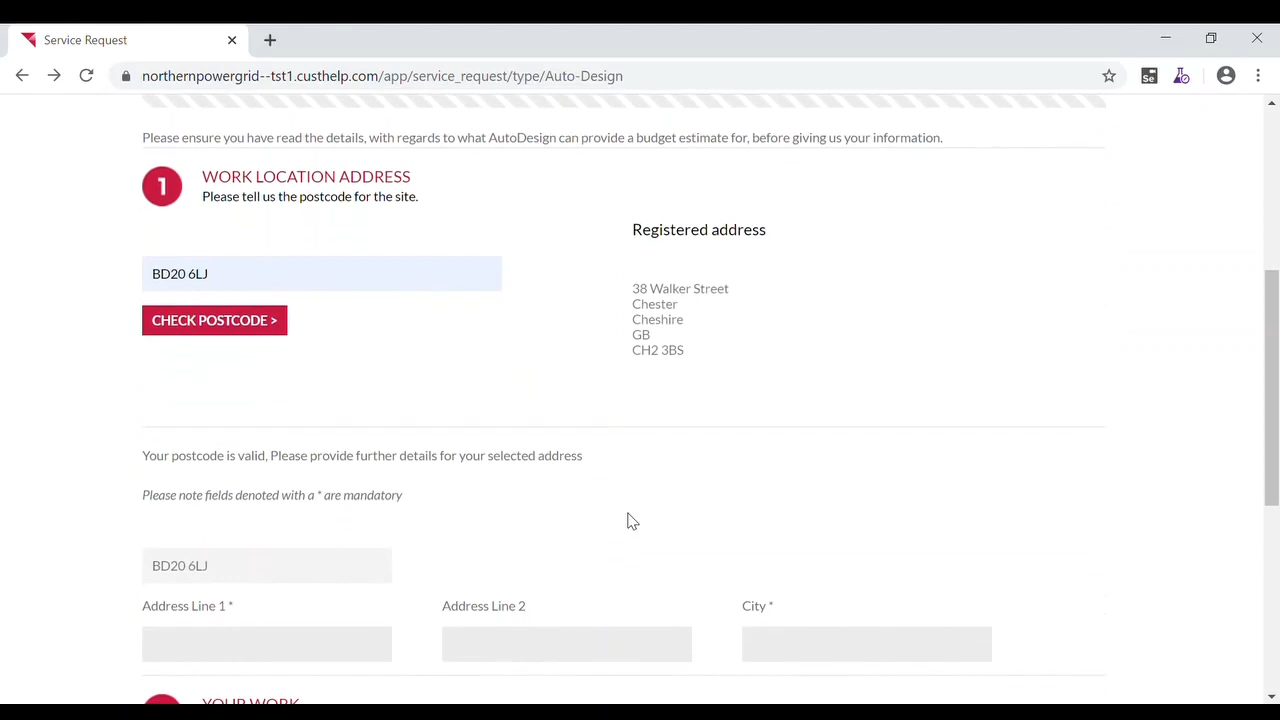 Service Request
northernpowergrid--tst1.custhelp.com/app/service_request/type/Auto-Design
Se
Please ensure you have read the details, with regards to what AutoDesign can provide a budget estimate for, before giving us your information.
1
WORK LOCATION ADDRESS
Please tell us the postcode for the site.
Registered address
BD20 6LJ
CHECK POSTCODE >
38 Walker Street
Chester
Cheshire
GB
CH2 3BS
Your postcode is valid, Please provide further details for your selected address
Please note fields denoted with a * are mandatory
BD20 6LJ
Address Line 1 *
Address Line 2
City *
YOUR WORK